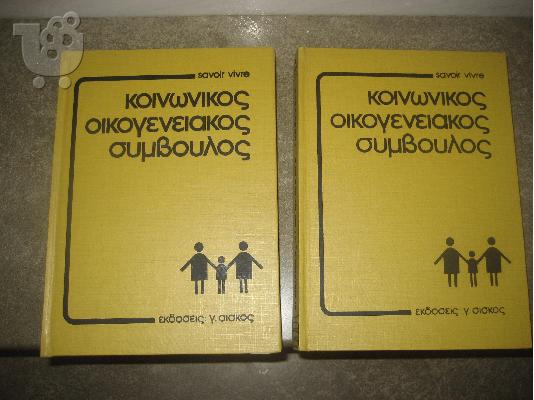 savoir vivre
κοινωνικος
οικογενειακος
συμβουλος
εκδοσεις γ. σισκος
savoir vivre
κοινωνικος
οικογενειακος
συμβουλος
εκδοσεις γ. σισκος